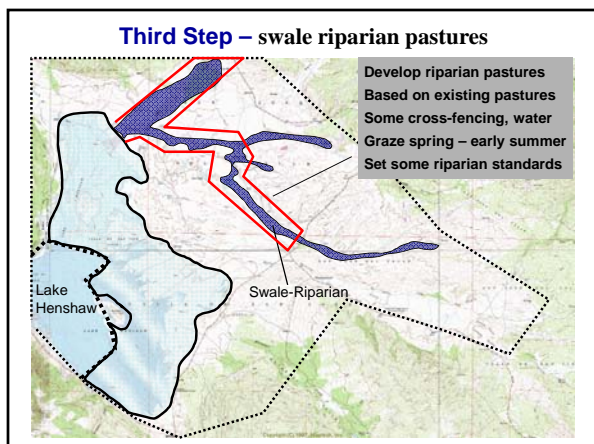 Third Step – swale riparian pastures
Develop riparian pastures
Based on existing pastures
Some cross-fencing, water
Graze spring – early summer
Set some riparian standards
Swale-Riparian
Lake
Henshaw